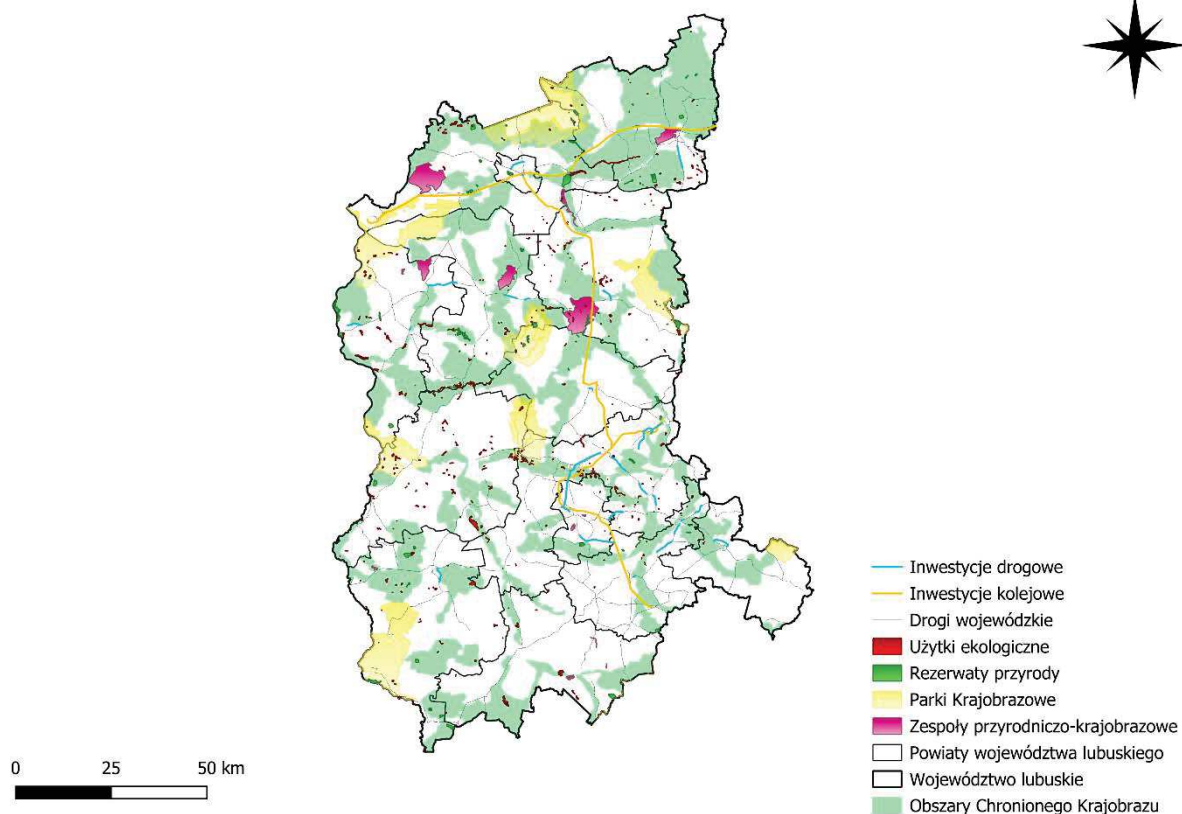 Inwestycje drogowe
Inwestycje kolejowe
Drogi wojewódzkie
Użytki ekologiczne
Rezerwaty przyrody
Parki Krajobrazowe
Zespoły przyrodniczo-krajobrazowe
Powiaty województwa lubuskiego
Województwo lubuskie
Obszary Chronionego Krajobrazu
0 25 50 km